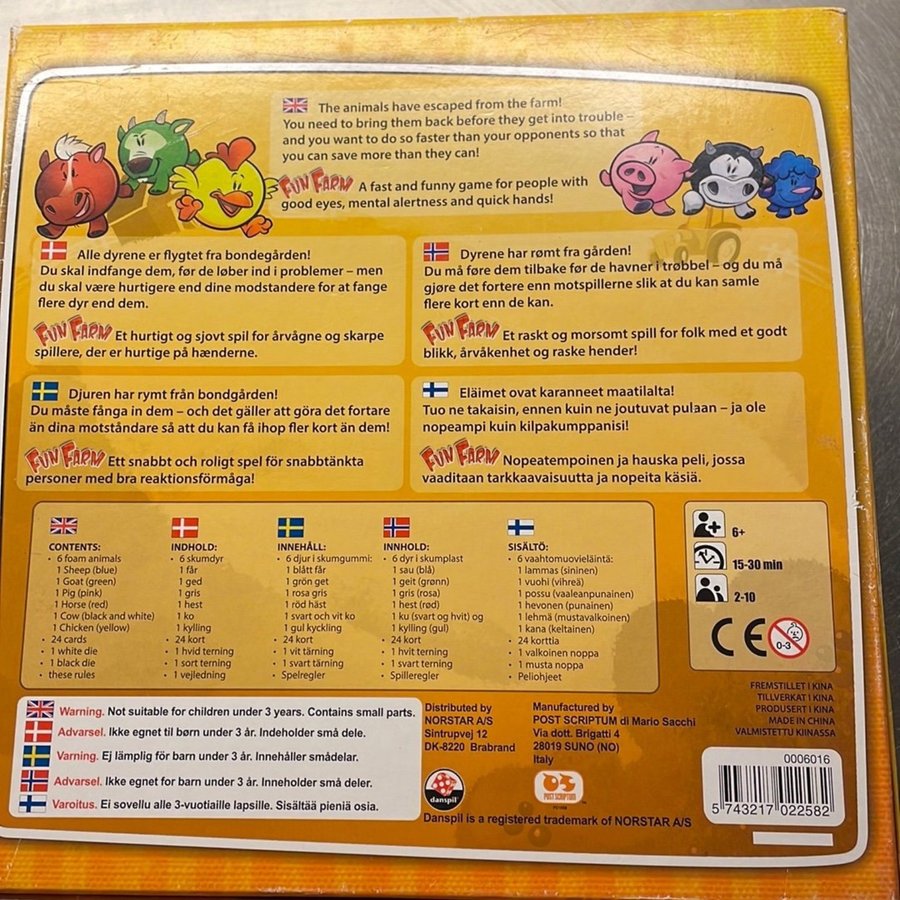 The animals have escaped from the farm!
You need to bring them back before they get into trouble –
and you want to do so faster than your opponents so that
you can save more than they can!
FUN FARM A fast and funny game for people with
good eyes, mental alertness and quick hands!
Alle dyrene er flygtet fra bondegården!
Du skal indfange dem, før de løber ind i problemer – men
du skal være hurtigere end dine modstandere for at fange
flere dyr end dem.
FUN FARM Et hurtigt og sjovt spil for årvågne og skarpe
spillere, der er hurtige på hænderne.
Dyrene har rømt fra gården!
Du må føre dem tilbake før de havner i trøbbel – og du må
gjøre det fortere enn motspillerne slik at du kan samle
flere kort enn de kan.
FUN FARM Et raskt og morsomt spill for folk med et godt
blikk, årvåkenhet og raske hender!
Djuren har rymt från bondgården!
Du måste fånga in dem – och det gäller att göra det fortare
än dina motståndare så att du kan få ihop fler kort än dem!
FUN FARM Ett snabbt och roligt spel för snabbtänkta
personer med bra reaktionsförmåga!
Eläimet ovat karanneet maatilalta!
Tuo ne takaisin, ennen kuin ne joutuvat pulaan – ja ole
nopeampi kuin kilpakumppanisi!
FUN FARM Nopeatempoinen ja hauska peli, jossa
vaaditaan tarkkaavaisuutta ja nopeita käsiä.
CONTENTS:
• 6 foam animals
1 Sheep (blue)
1 Goat (green)
1 Pig (pink)
1 Horse (red)
1 Cow (black and white)
1 Chicken (yellow)
• 24 cards
• 1 white die
• 1 black die
• these rules
INDHOLD:
• 6 skumdyr
• 1 får
• 1 ged
• 1 gris
• 1 hest
• 1 ko
• 1 kylling
• 24 kort
• 1 hvid terning
• 1 sort terning
• 1 vejledning
INNEHÅLL:
• 6 djur i skumgummi:
1 blått får
1 grön get
1 rosa gris
1 röd häst
1 svart och vit ko
1 gul kyckling
• 24 kort
• 1 vit tärning
• 1 svart tärning
• Spelregler
INNHOLD:
• 6 dyr i skumplast
1 sau (blå)
1 geit (grønn)
1 gris (rosa)
1 hest (rød)
1 ku (svart og hvit) og
1 kylling (gul)
• 24 kort
• 1 hvit terning
• 1 svart terning
• Spilleregler
SISÄLTÖ:
• 6 vaahtomuovieläintä:
1 lammas (sininen)
1 vuohi (vihreä)
1 possu (vaaleanpunainen)
1 hevonen (punainen)
1 lehmä (mustavalkoinen)
1 kana (keltainen)
• 24 korttia
• 1 valkoinen noppa
• 1 musta noppa
• Peliohjeet
6+
15-30 min
2-10
CE
0-3
Warning. Not suitable for children under 3 years. Contains small parts.
Advarsel. Ikke egnet til børn under 3 år. Indeholder små dele.
Varning. Ej lämplig för barn under 3 år. Innehåller smådelar.
Advarsel. Ikke egnet for barn under 3 år. Inneholder små deler.
Varoitus. Ei sovellu alle 3-vuotiaille lapsille. Sisältää pieniä osia.
Distributed by
NORSTAR A/S
Sintrupvej 12
DK-8220 Brabrand
Manufactured by
POST SCRIPTUM di Mario Sacchi
Via dott. Brigatti 4
28019 SUNO (NO)
Italy
danspil
POST SCRIPTUM
Danspil is a registered trademark of NORSTAR A/S
FREMSTILLET I KINA
TILLVERKAT I KINA
PRODUSERT I KINA
MADE IN CHINA
VALMISTETTU KIINASSA
0006016
5 743217 022582